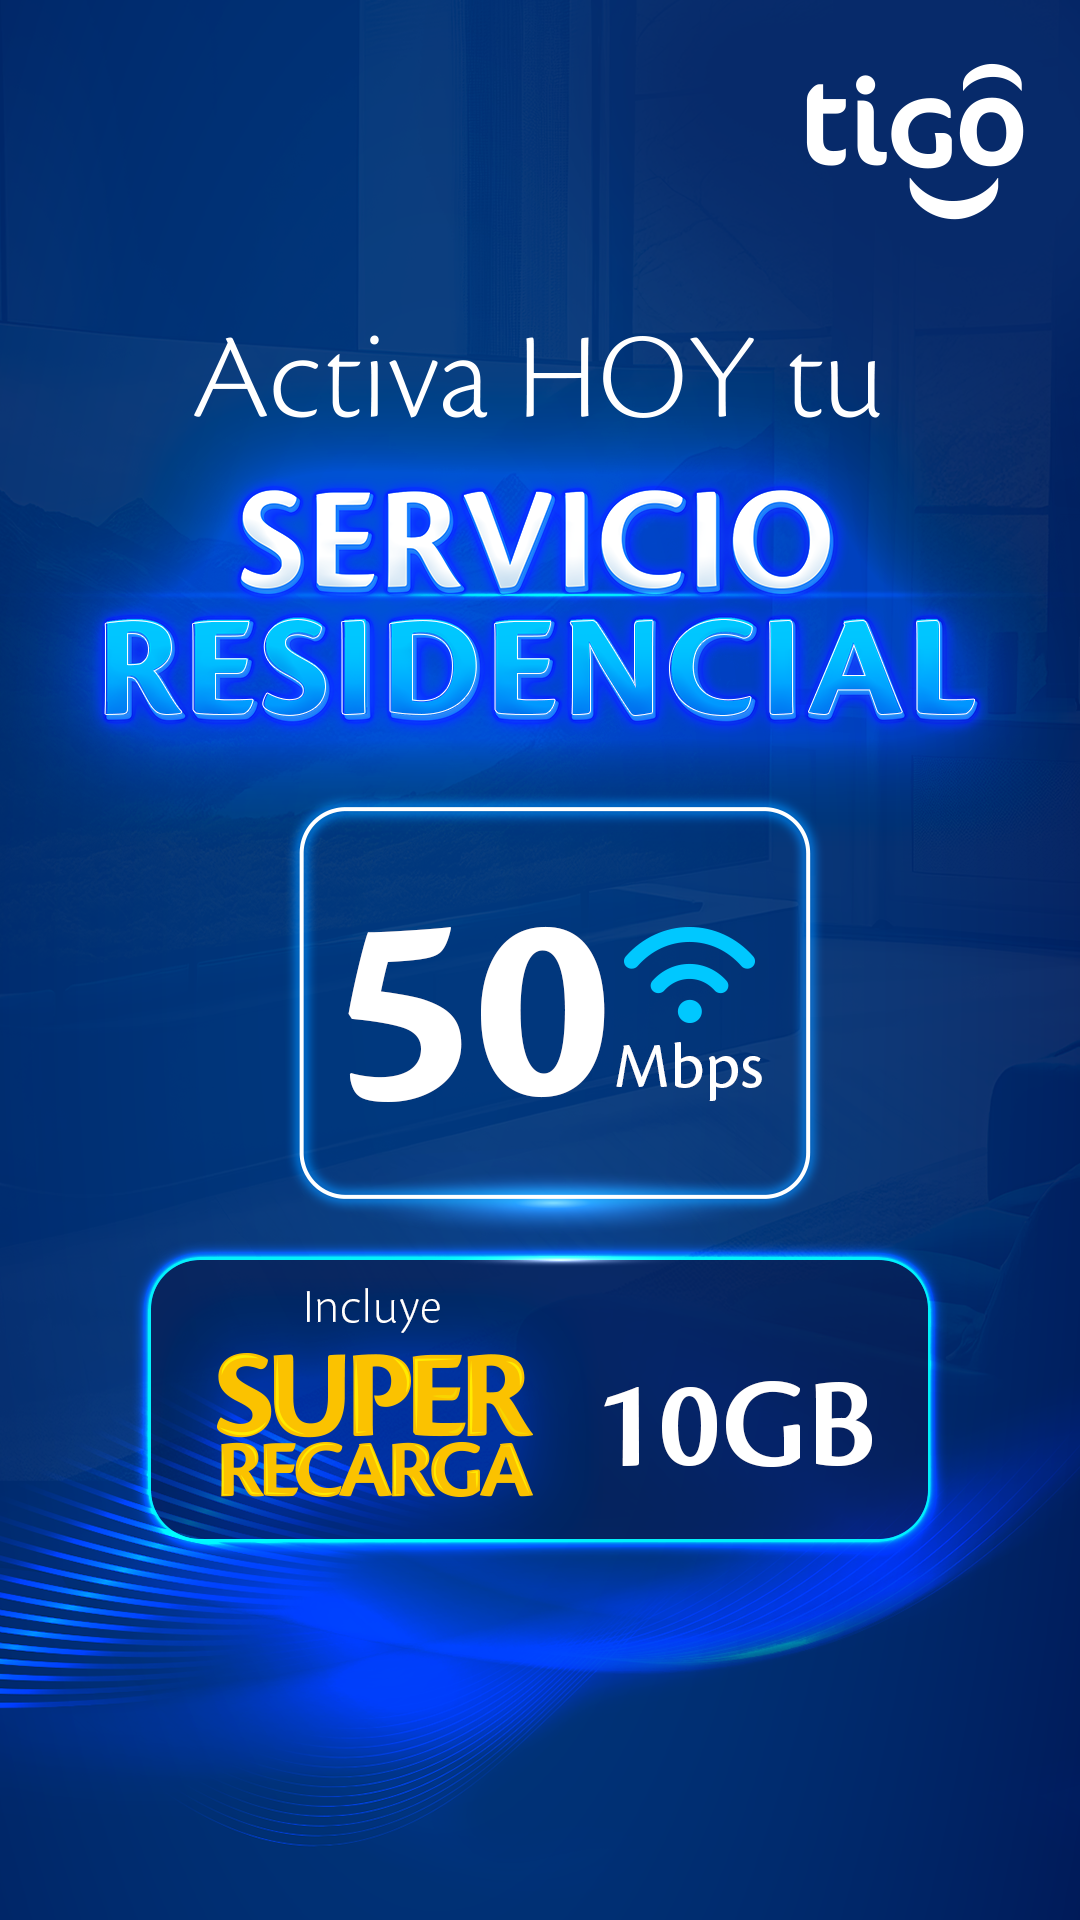 tigo
Activa HOY tu
SERVICIO
RESIDENCIAL
50
Mbps
Incluye
SUPER
RECARGA
10GB